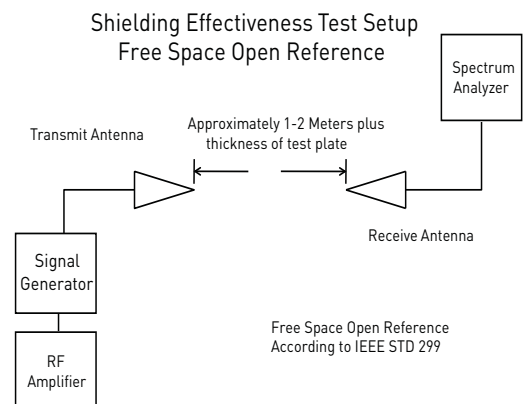 Shielding Effectiveness Test Setup
Free Space Open Reference
Spectrum
Analyzer
Transmit Antenna
Approximately 1-2 Meters plus
thickness of test plate
Receive Antenna
Signal
Generator
Free Space Open Reference
According to IEEE STD 299
RF
Amplifier